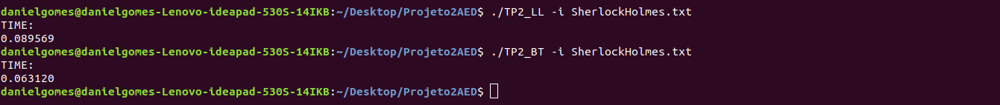 danielgomes@danielgomes-Lenovo-ideapad-530S-14IKB:~/Desktop/Projeto2AED$ ./TP2_LL -i SherlockHolmes.txt
TIME:
0.089569
danielgomes@danielgomes-Lenovo-ideapad-530S-14IKB:~/Desktop/Projeto2AED$ ./TP2_BT -i SherlockHolmes.txt
TIME:
0.063120
danielgomes@danielgomes-Lenovo-ideapad-530S-14IKB:~/Desktop/Projeto2AED$